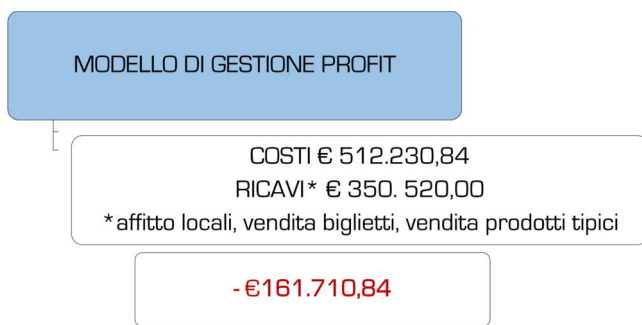 MODELLO DI GESTIONE PROFIT
COSTI € 512.230,84
RICAVI* € 350. 520,00
*affitto locali, vendita biglietti, vendita prodotti tipici
- €161.710,84